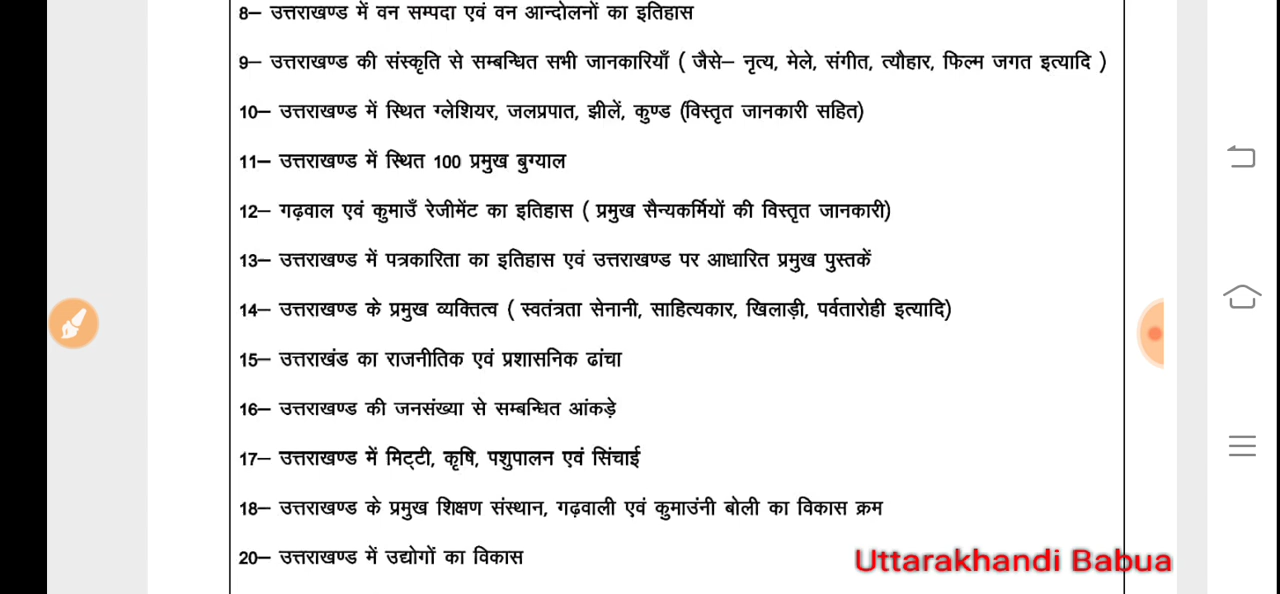 8– उत्तराखण्ड में वन सम्पदा एवं वन आन्दोलनों का इतिहास
9– उत्तराखण्ड की संस्कृति से सम्बन्धित सभी जानकारियाँ ( जैसे– नृत्य, मेले, संगीत, त्यौहार, फिल्म जगत इत्यादि )
10– उत्तराखण्ड में स्थित ग्लेशियर, जलप्रपात, झीलें, कुण्ड (विस्तृत जानकारी सहित)
11– उत्तराखण्ड में स्थित 100 प्रमुख बुग्याल
12– गढ़वाल एवं कुमाउँ रेजीमेंट का इतिहास ( प्रमुख सैन्यकर्मियों की विस्तृत जानकारी)
13– उत्तराखण्ड में पत्रकारिता का इतिहास एवं उत्तराखण्ड पर आधारित प्रमुख पुस्तकें
14– उत्तराखण्ड के प्रमुख व्यक्तित्व ( स्वतंत्रता सेनानी, साहित्यकार, खिलाड़ी, पर्वतारोही इत्यादि)
15– उत्तराखंड का राजनीतिक एवं प्रशासनिक ढांचा
16– उत्तराखण्ड की जनसंख्या से सम्बन्धित आंकड़े
17– उत्तराखण्ड में मिट्टी, कृषि, पशुपालन एवं सिंचाई
18– उत्तराखण्ड के प्रमुख शिक्षण संस्थान, गढ़वाली एवं कुमाउंनी बोली का विकास क्रम
20– उत्तराखण्ड में उद्योगों का विकास
Uttarakhandi Babua